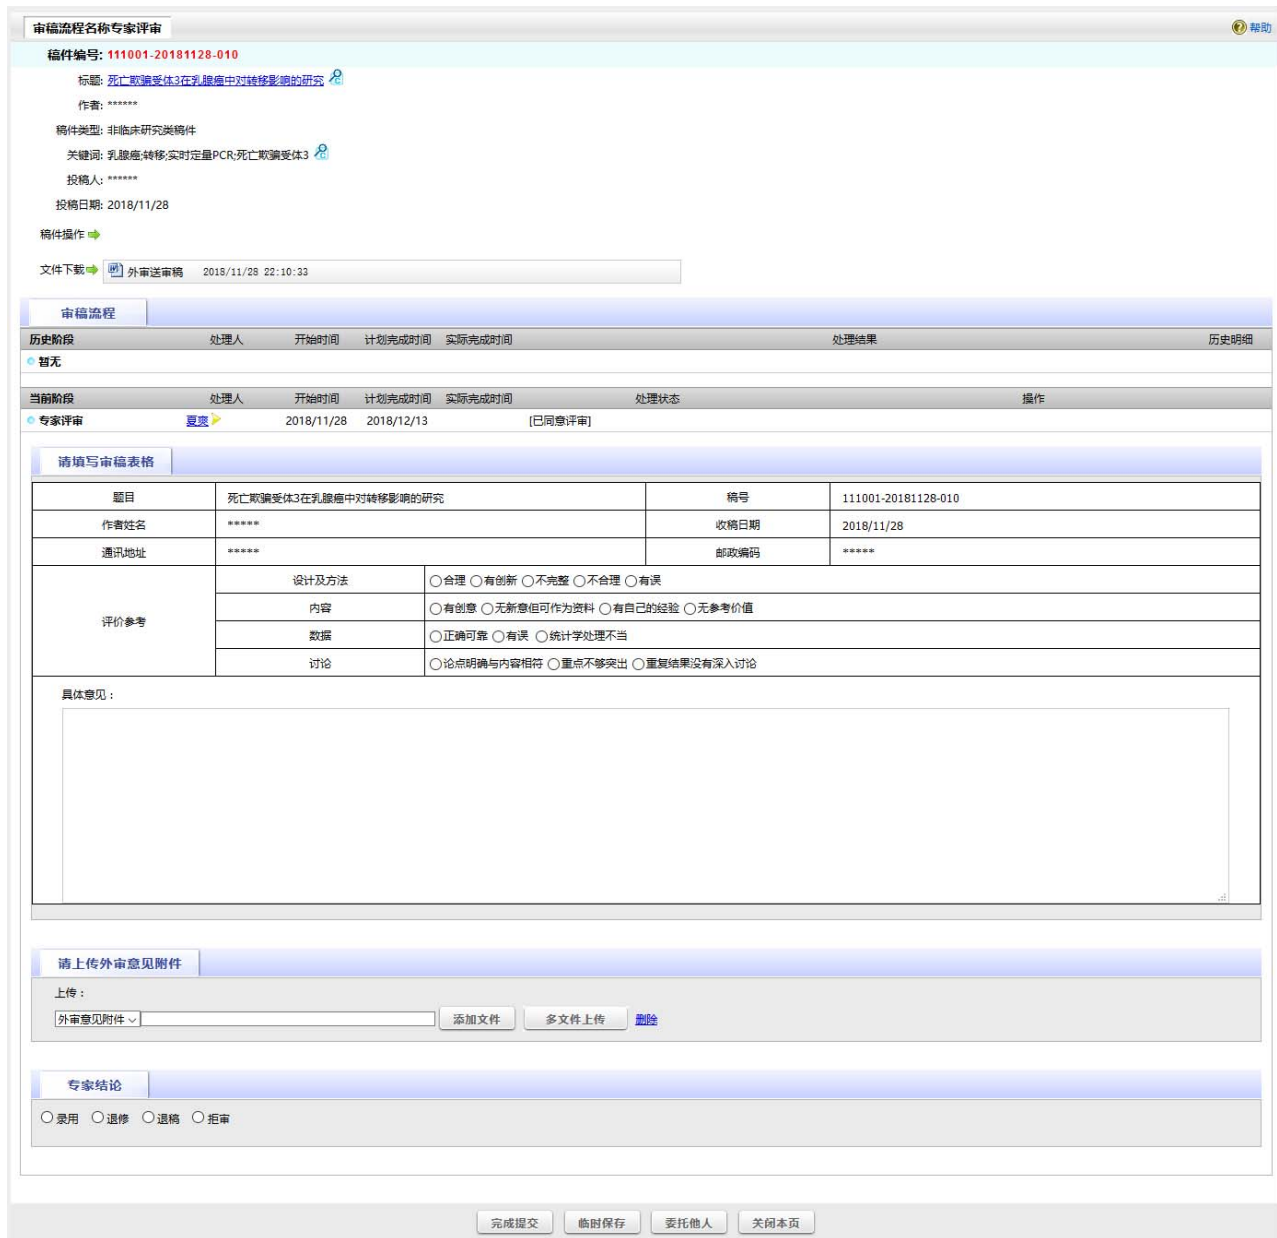 审稿流程名称专家评审
帮助
稿件编号: 111001-20181128-010
标题: 死亡欺骗受体3在乳腺癌中对转移影响的研究
作者: ******
稿件类型: 非临床研究类稿件
关键词: 乳腺癌;转移;实时定量PCR;死亡欺骗受体3
投稿人: ******
投稿日期: 2018/11/28
稿件操作
文件下载 外审送审稿 2018/11/28 22:10:33
审稿流程
历史阶段 处理人 开始时间 计划完成时间 实际完成时间 处理结果 历史明细
暂无
当前阶段 处理人 开始时间 计划完成时间 实际完成时间 处理状态 操作
专家评审 夏爽 2018/11/28 2018/12/13 [已同意评审]
请填写审稿表格
题目 死亡欺骗受体3在乳腺癌中对转移影响的研究 稿号 111001-20181128-010
作者姓名 ***** 收稿日期 2018/11/28
通讯地址 ***** 邮政编码 *****
评价参考
设计及方法 合理 有创新 不完整 不合理 有误
内容 有创意 无新意但可作为资料 有自己的经验 无参考价值
数据 正确可靠 有误 统计学处理不当
讨论 论点明确与内容相符 重点不够突出 重复结果没有深入讨论
具体意见：
请上传外审意见附件
上传：
外审意见附件 添加文件 多文件上传 删除
专家结论
录用 退修 退稿 拒审
完成提交 临时保存 委托他人 关闭本页